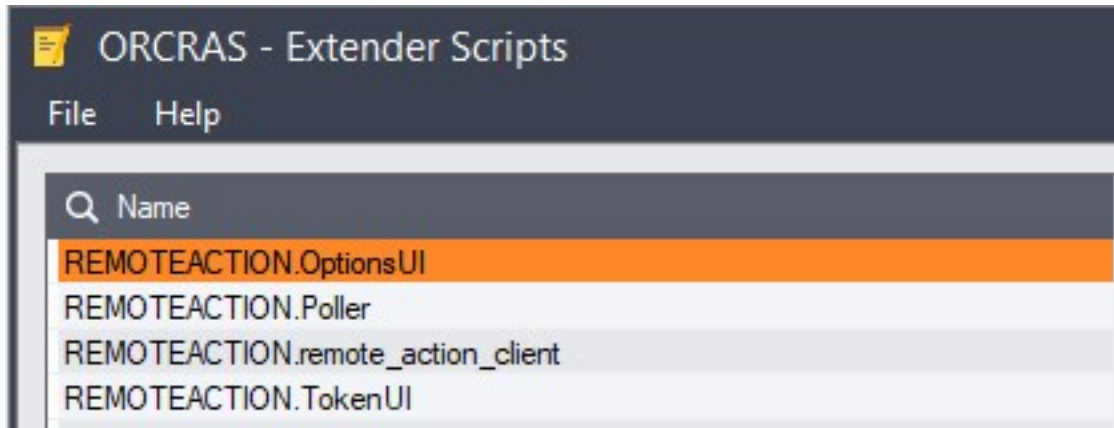 ORCRAS - Extender Scripts
File Help
Name
REMOTEACTION.OptionsUI
REMOTEACTION.Poller
REMOTEACTION.remote_action_client
REMOTEACTION.TokenUI